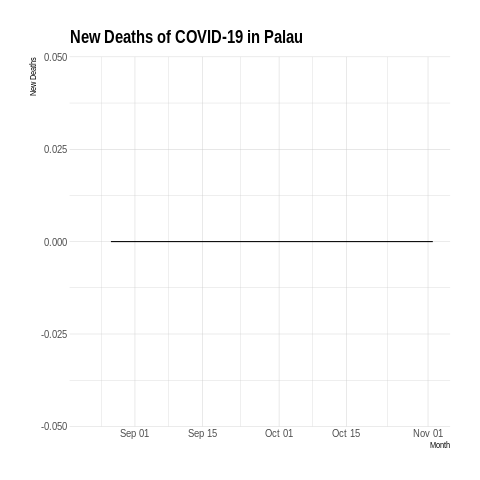 New Deaths of COVID-19 in Palau
New Deaths
0.050
0.025
0.000
-0.025
-0.050
Sep 01 Sep 15 Oct 01 Oct 15 Nov 01
Month